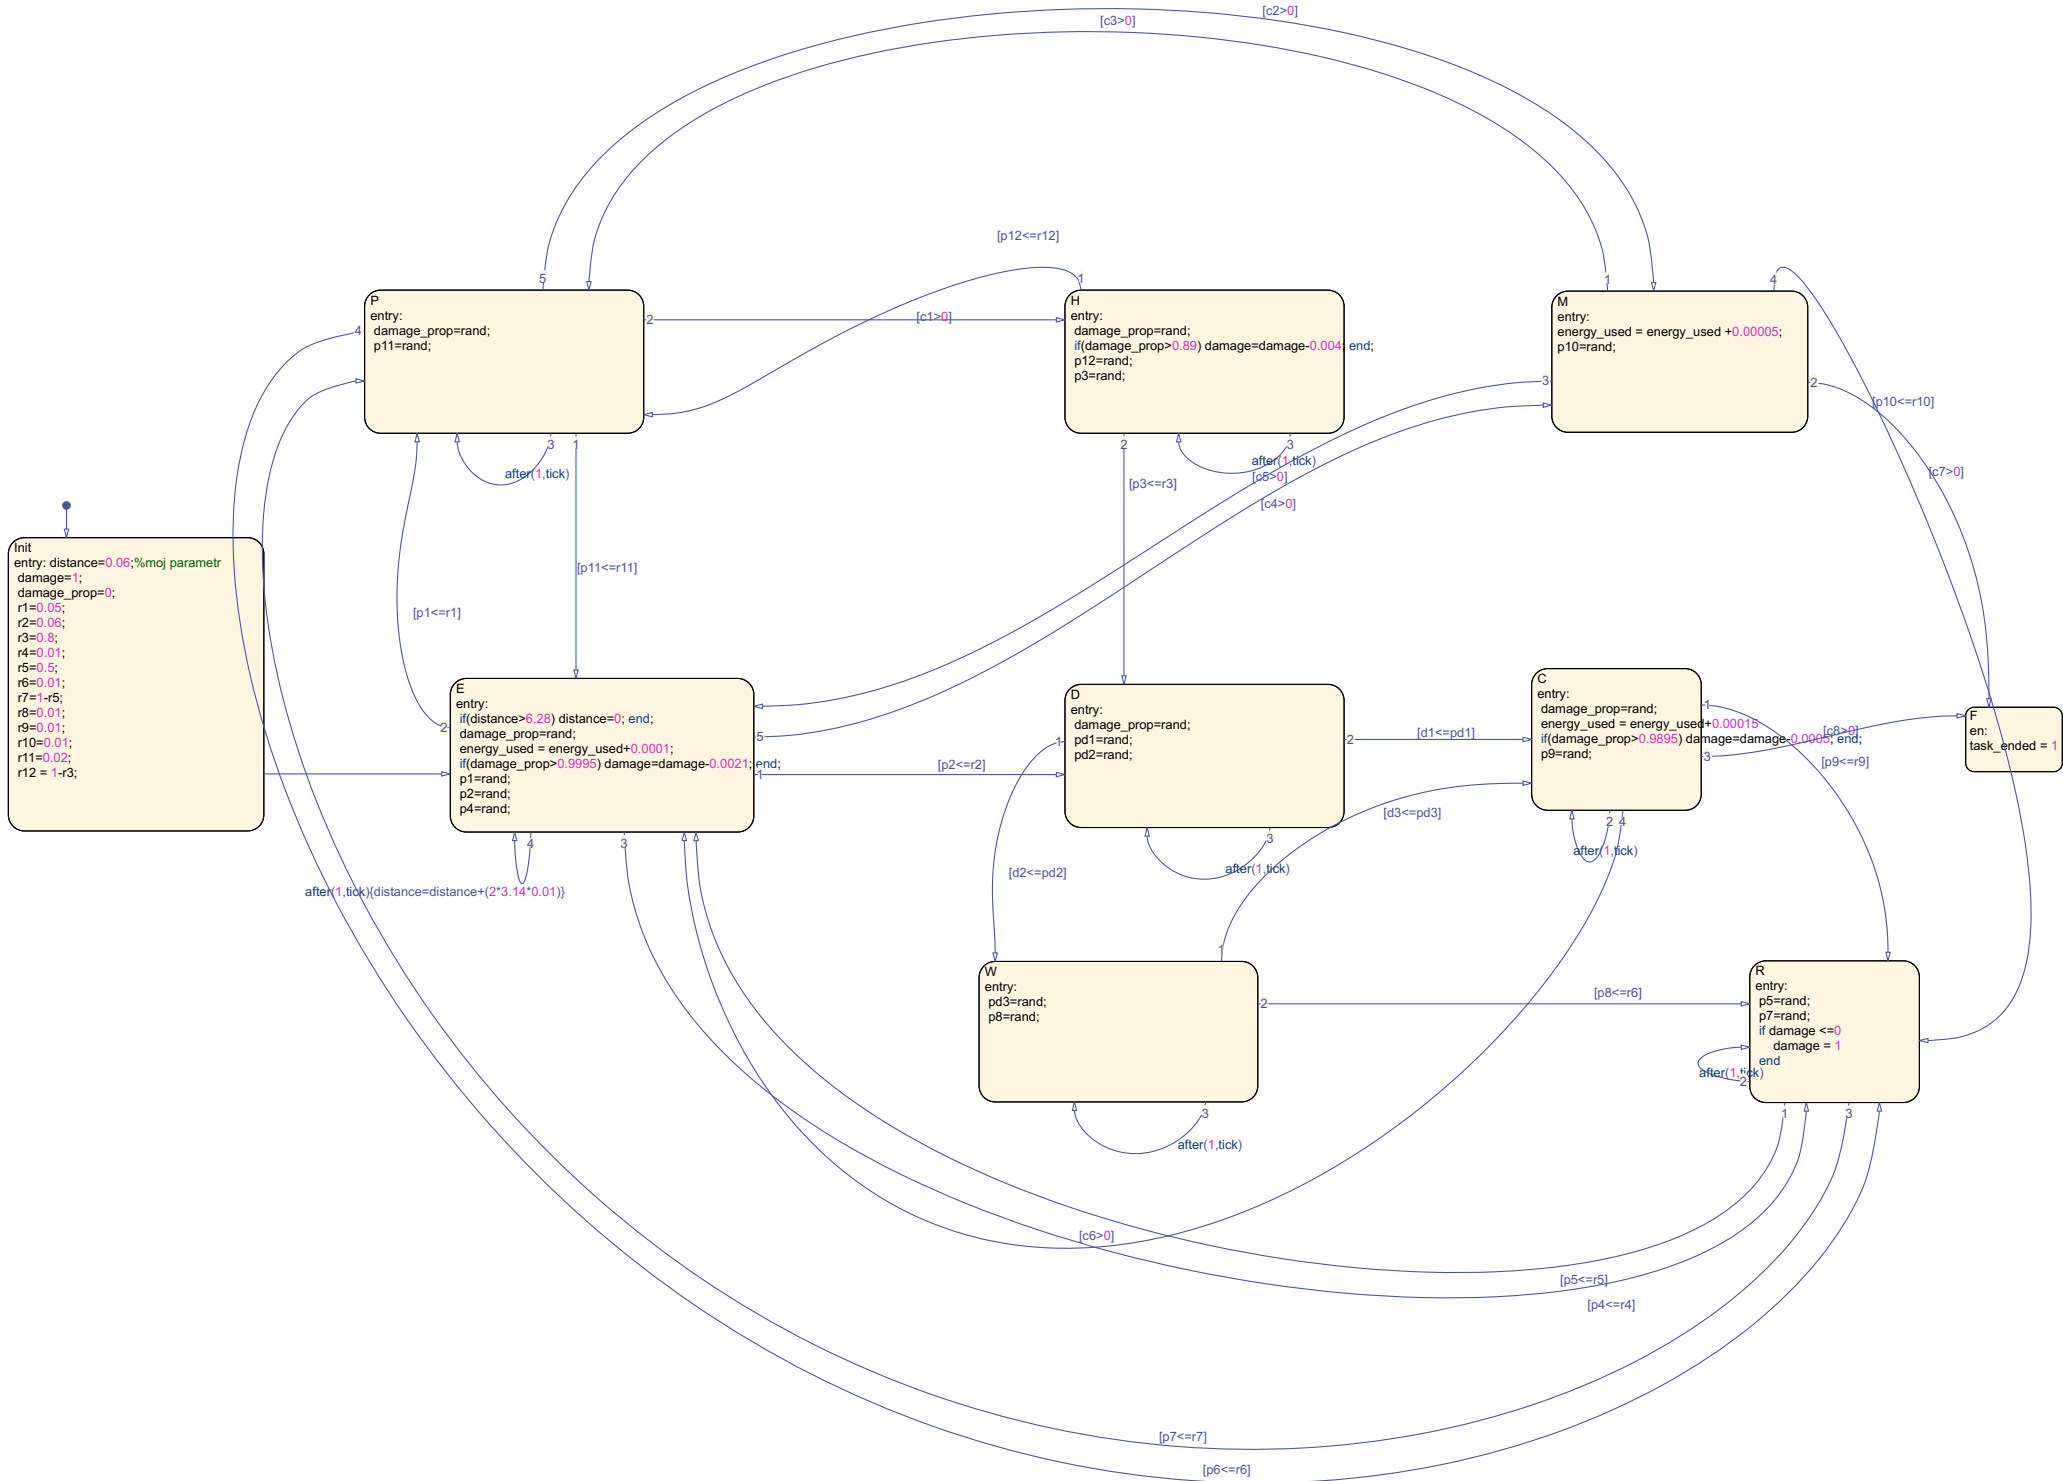 [c2>0]
[c3>0]
[p12<=r12]
5
1
1
4
P
entry:
damage_prop=rand;
p11=rand;
4
2
[c1>0]
3
1
after(1,tick)
H
entry:
damage_prop=rand;
if(damage_prop>0.89) damage=damage-0.004; end;
p12=rand;
p3=rand;
2
3
after(1,tick)
M
entry:
energy_used = energy_used +0.00005;
p10=rand;
3
2
[p10<=r10]
[c7>0]
[c5>0]
[c4>0]
[p3<=r3]
[p11<=r11]
[p1<=r1]
Init
entry: distance=0.06;%moj parametr
damage=1;
damage_prop=0;
r1=0.05;
r2=0.06;
r3=0.8;
r4=0.01;
r5=0.5;
r6=0.01;
r7=1-r5;
r8=0.01;
r9=0.01;
r10=0.01;
r11=0.02;
r12 = 1-r3;
E
entry:
if(distance>6.28) distance=0; end;
damage_prop=rand;
energy_used = energy_used+0.0001;
if(damage_prop>0.9995) damage=damage-0.0021; end;
p1=rand;
p2=rand;
p4=rand;
2
5
1
4
3
[p2<=r2]
after(1,tick){distance=distance+(2*3.14*0.01)}
D
entry:
damage_prop=rand;
pd1=rand;
pd2=rand;
1
2
3
[d1<=pd1]
after(1,tick)
[d2<=pd2]
C
entry:
damage_prop=rand;
energy_used = energy_used+0.00015
if(damage_prop>0.9895) damage=damage-0.0005; end;
p9=rand;
1
3
2
4
after(1,tick)
[c8>0]
[p9<=r9]
[d3<=pd3]
F
en:
task_ended = 1
W
entry:
pd3=rand;
p8=rand;
1
2
3
after(1,tick)
[p8<=r6]
R
entry:
p5=rand;
p7=rand;
if damage <=0
damage = 1
end
after(1,tick)
2
1
3
[c6>0]
[p5<=r5]
[p4<=r4]
[p7<=r7]
[p6<=r6]